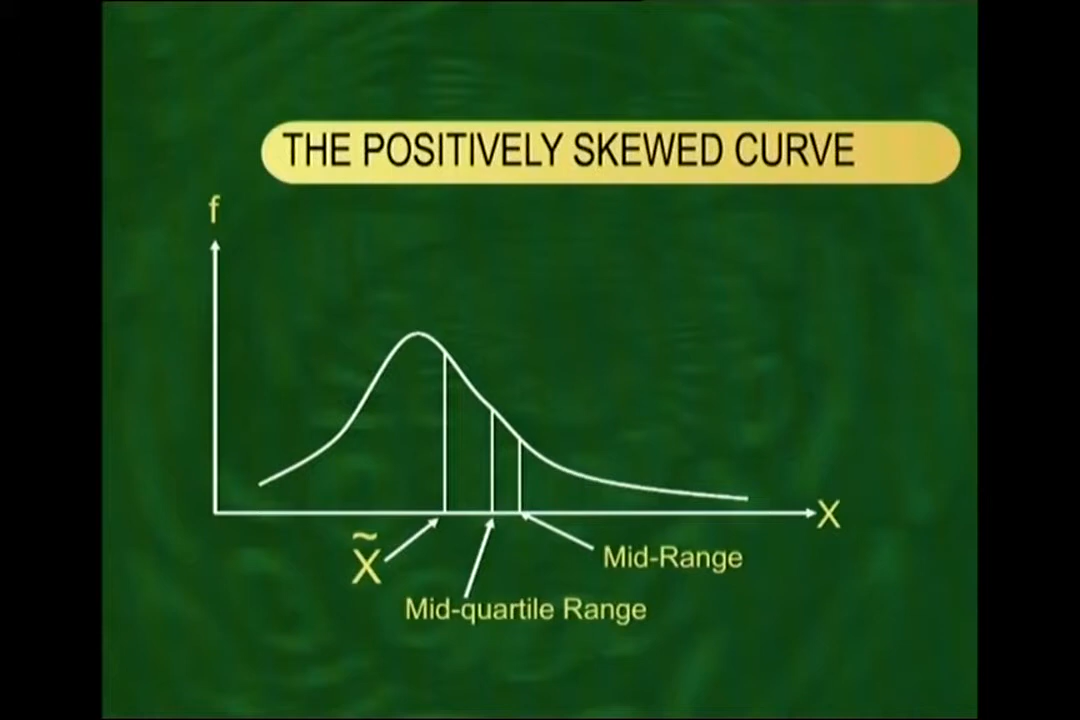 THE POSITIVELY SKEWED CURVE
f
X
X̃
Mid-Range
Mid-quartile Range